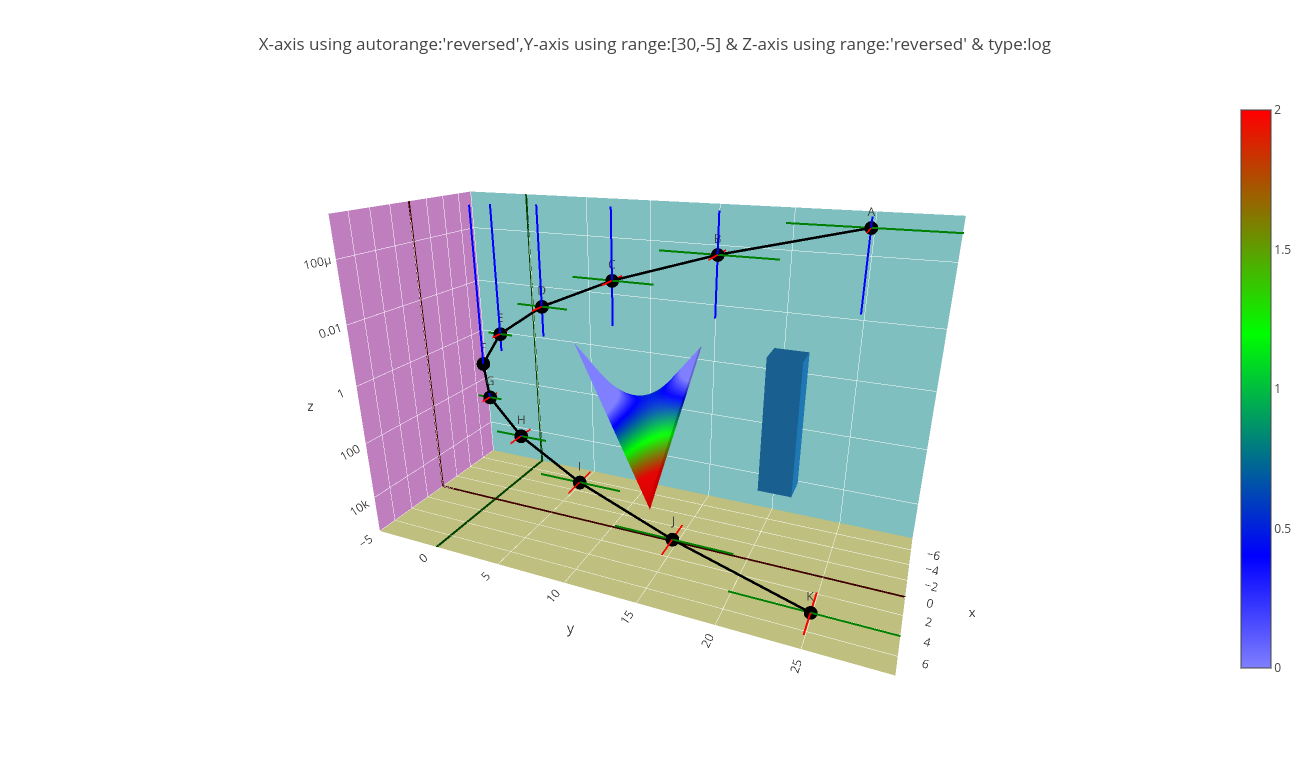 X-axis using autorange:'reversed',Y-axis using range:[30,-5] & Z-axis using range:'reversed' & type:log
2
1.5
1
0.5
0
A
B
C
D
E
F
G
H
I
J
K
100μ
0.01
1
100
10k
z
−5
0
5
10
15
20
25
y
−6
−4
−2
0
2
4
6
x